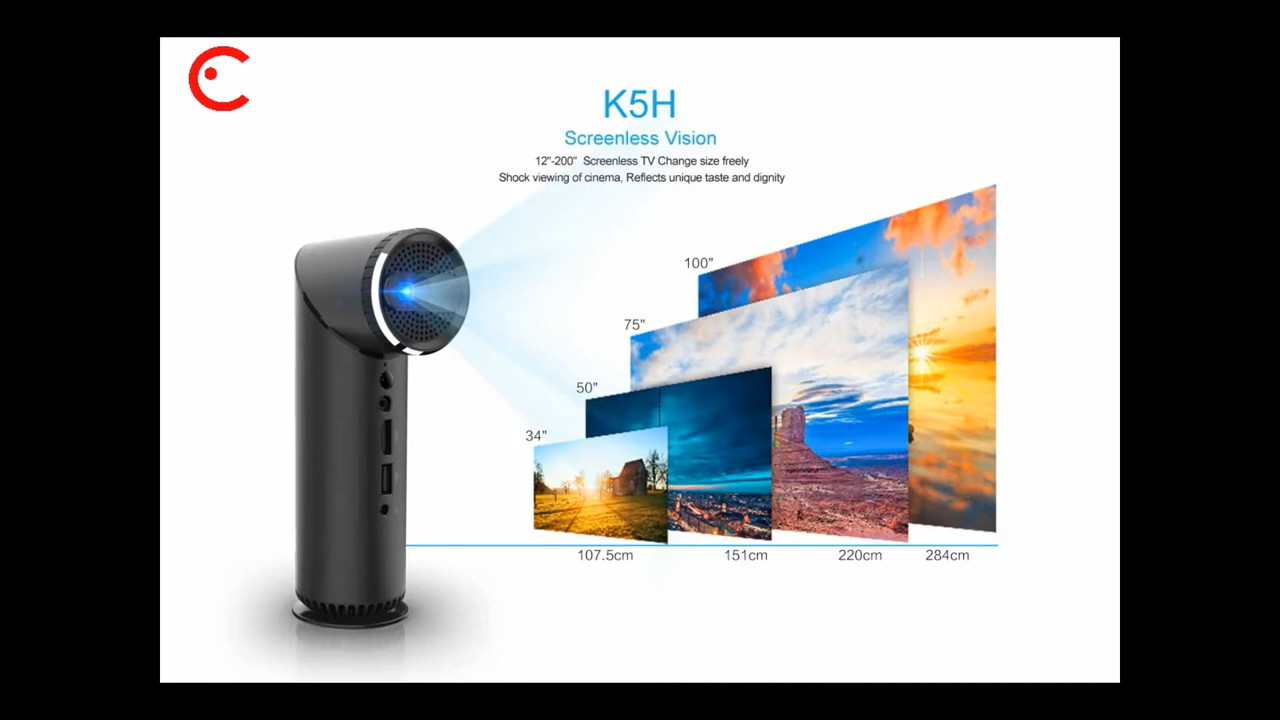 K5H
Screenless Vision
12"-200" Screenless TV Change size freely
Shock viewing of cinema, Reflects unique taste and dignity
100"
75"
50"
34"
107.5cm
151cm
220cm
284cm